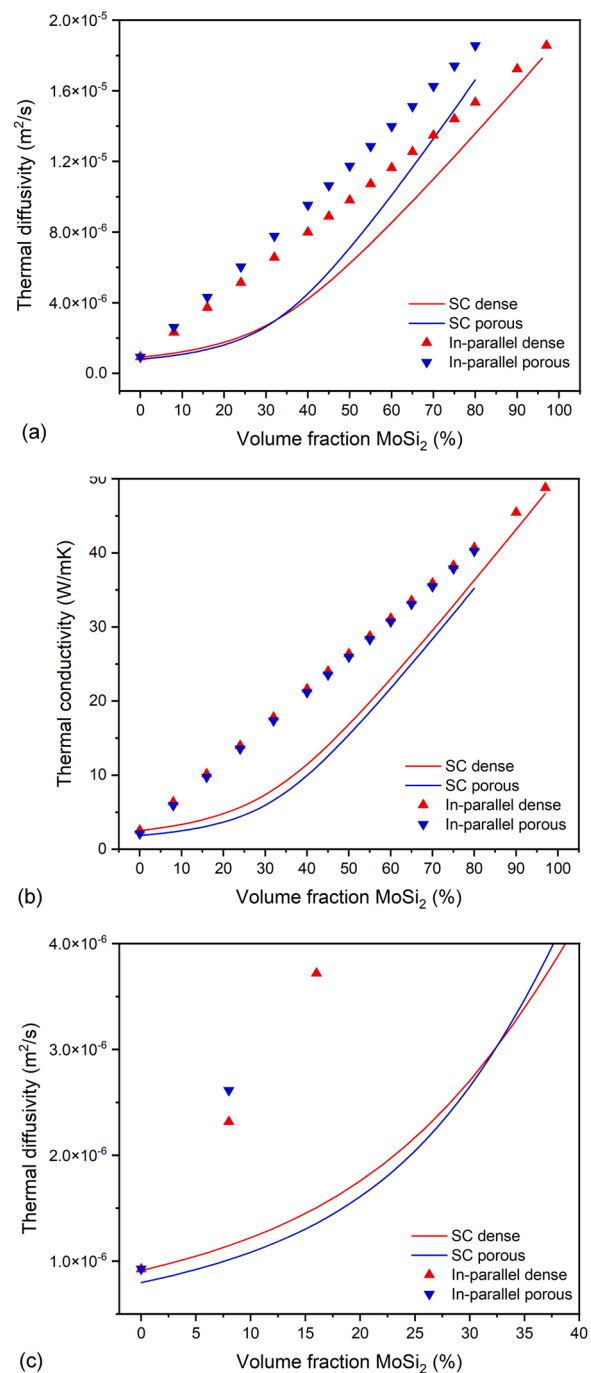 2.0×10⁻⁵
1.6×10⁻⁵
1.2×10⁻⁵
8.0×10⁻⁶
4.0×10⁻⁶
0.0
Thermal diffusivity (m²/s)
SC dense
SC porous
In-parallel dense
In-parallel porous
0 10 20 30 40 50 60 70 80 90 100
Volume fraction MoSi₂ (%)
(a)
50
40
30
20
10
0
Thermal conductivity (W/mK)
SC dense
SC porous
In-parallel dense
In-parallel porous
0 10 20 30 40 50 60 70 80 90 100
Volume fraction MoSi₂ (%)
(b)
4.0×10⁻⁶
3.0×10⁻⁶
2.0×10⁻⁶
1.0×10⁻⁶
Thermal diffusivity (m²/s)
SC dense
SC porous
In-parallel dense
In-parallel porous
0 5 10 15 20 25 30 35 40
Volume fraction MoSi₂ (%)
(c)